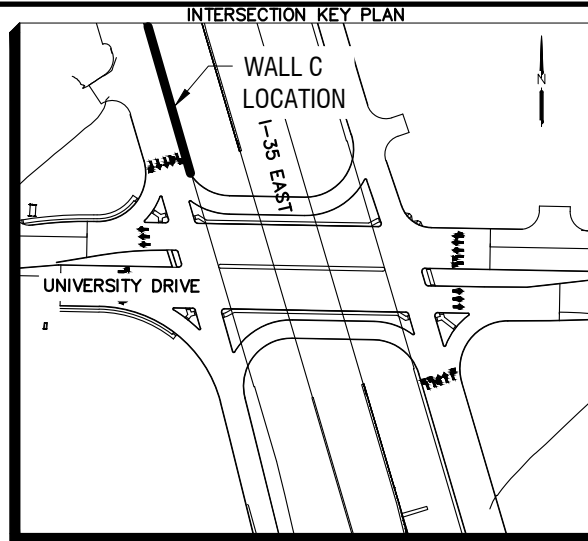 INTERSECTION KEY PLAN
WALL C
LOCATION
N
I-35 EAST
UNIVERSITY DRIVE